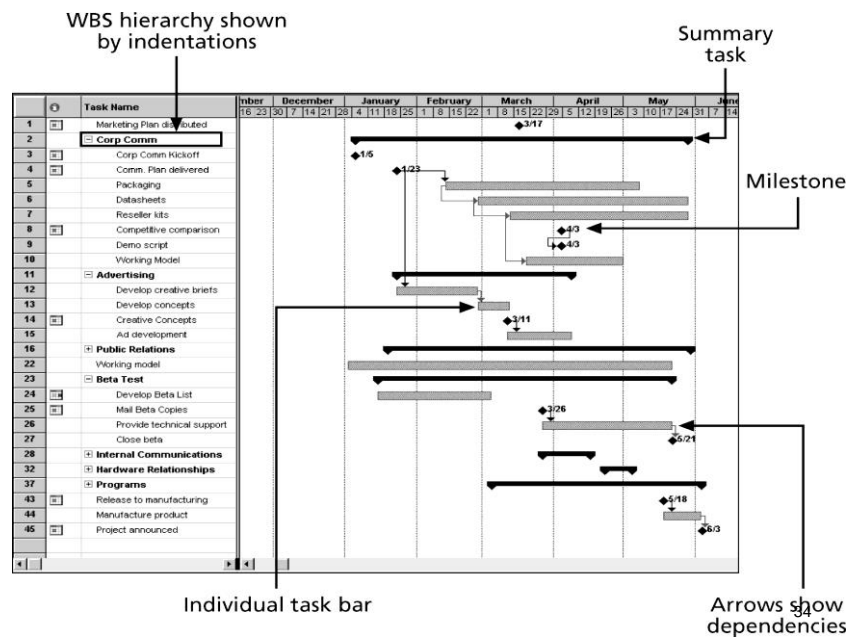 WBS hierarchy shown
by indentations
Summary
task
Task Name
mber December January February March April May June
16 23 30 7 14 21 28 4 11 18 25 1 8 15 22 1 8 15 22 29 5 12 19 26 3 10 17 24 31 7 14
1 Marketing Plan distributed 3/17
2 Corp Comm
3 Corp Comm Kickoff 1/5
4 Comm. Plan delivered 1/23
5 Packaging
6 Datasheets
7 Reseller kits
8 Competitive comparison 4/3
9 Demo script 4/3
10 Working Model
11 Advertising
12 Develop creative briefs
13 Develop concepts
14 Creative Concepts 3/11
15 Ad development
16 Public Relations
22 Working model
23 Beta Test
24 Develop Beta List
25 Mail Beta Copies 3/26
26 Provide technical support
27 Close beta 5/21
28 Internal Communications
32 Hardware Relationships
37 Programs
43 Release to manufacturing 5/18
44 Manufacture product
45 Project announced 6/3
Milestone
Individual task bar
Arrows show
dependencies
34